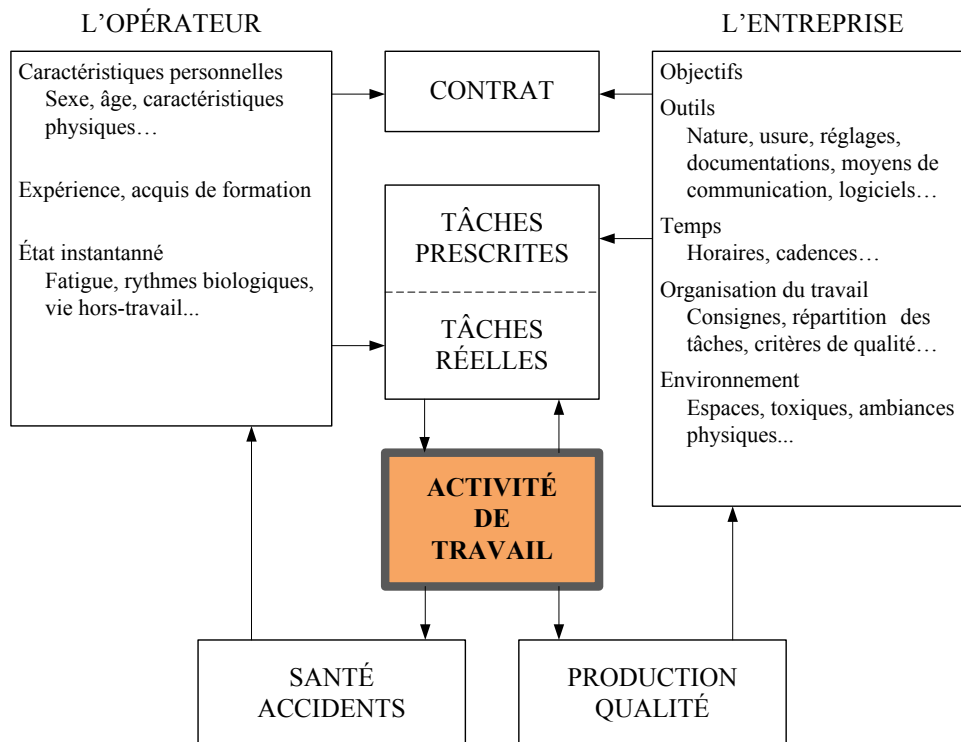 L'OPÉRATEUR
Caractéristiques personnelles
Sexe, âge, caractéristiques
physiques…
Expérience, acquis de formation
État instantanné
Fatigue, rythmes biologiques,
vie hors-travail...
CONTRAT
TÂCHES
PRESCRITES
TÂCHES
RÉELLES
ACTIVITÉ
DE
TRAVAIL
L'ENTREPRISE
Objectifs
Outils
Nature, usure, réglages,
documentations, moyens de
communication, logiciels…
Temps
Horaires, cadences…
Organisation du travail
Consignes, répartition des
tâches, critères de qualité…
Environnement
Espaces, toxiques, ambiances
physiques...
SANTÉ
ACCIDENTS
PRODUCTION
QUALITÉ